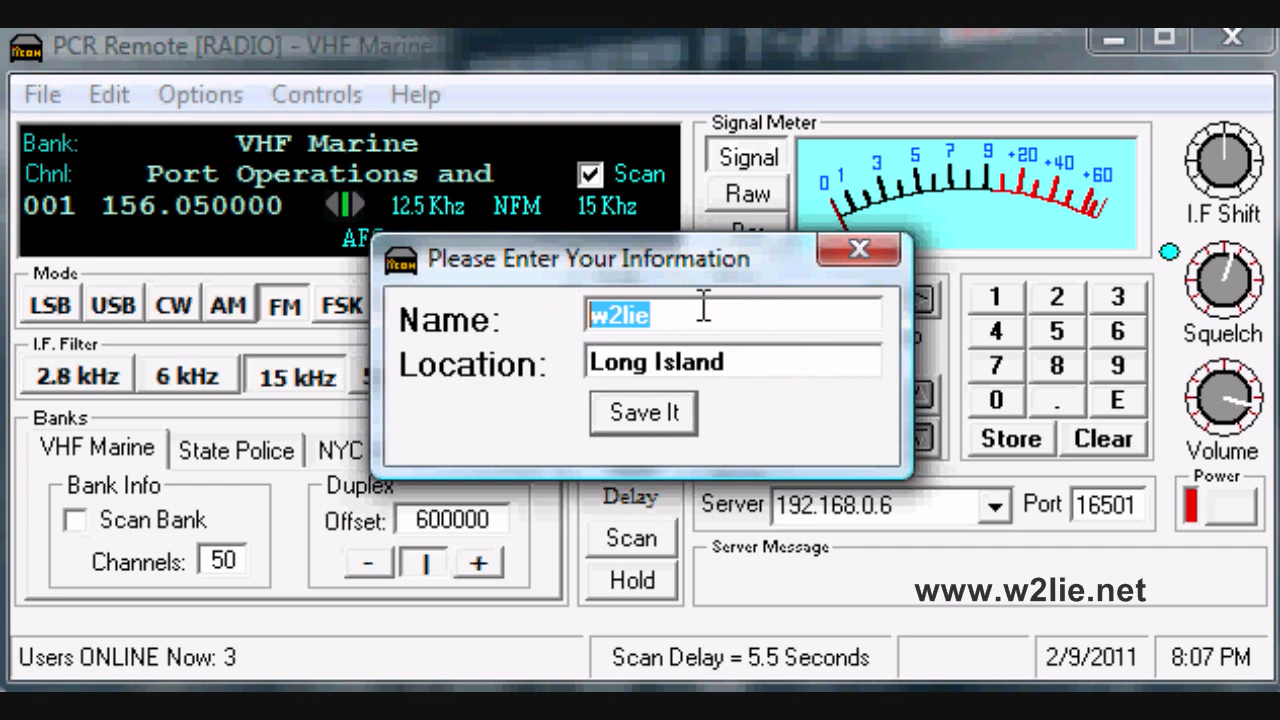 PCR Remote [RADIO] - VHF Marine
File Edit Options Controls Help
Bank: VHF Marine
Chnl: Port Operations and Scan
001 156.050000 12.5 Khz NFM 15 Khz
Signal Meter
Signal
Raw
0 1 3 5 7 9 +20 +40 +60
I.F Shift
Squelch
Volume
Please Enter Your Information
Name: w2lie
Location: Long Island
Save It
Mode
LSB USB CW AM FM FSK
I.F. Filter
2.8 kHz 6 kHz 15 kHz
1 2 3
4 5 6
7 8 9
0 . E
Store Clear
Banks
VHF Marine State Police NYC
Bank Info
Scan Bank
Channels: 50
Duplex
Offset: 600000
- | +
Delay
Scan
Hold
Server 192.168.0.6 Port 16501
Power
Server Message
www.w2lie.net
Users ONLINE Now: 3 Scan Delay = 5.5 Seconds 2/9/2011 8:07 PM